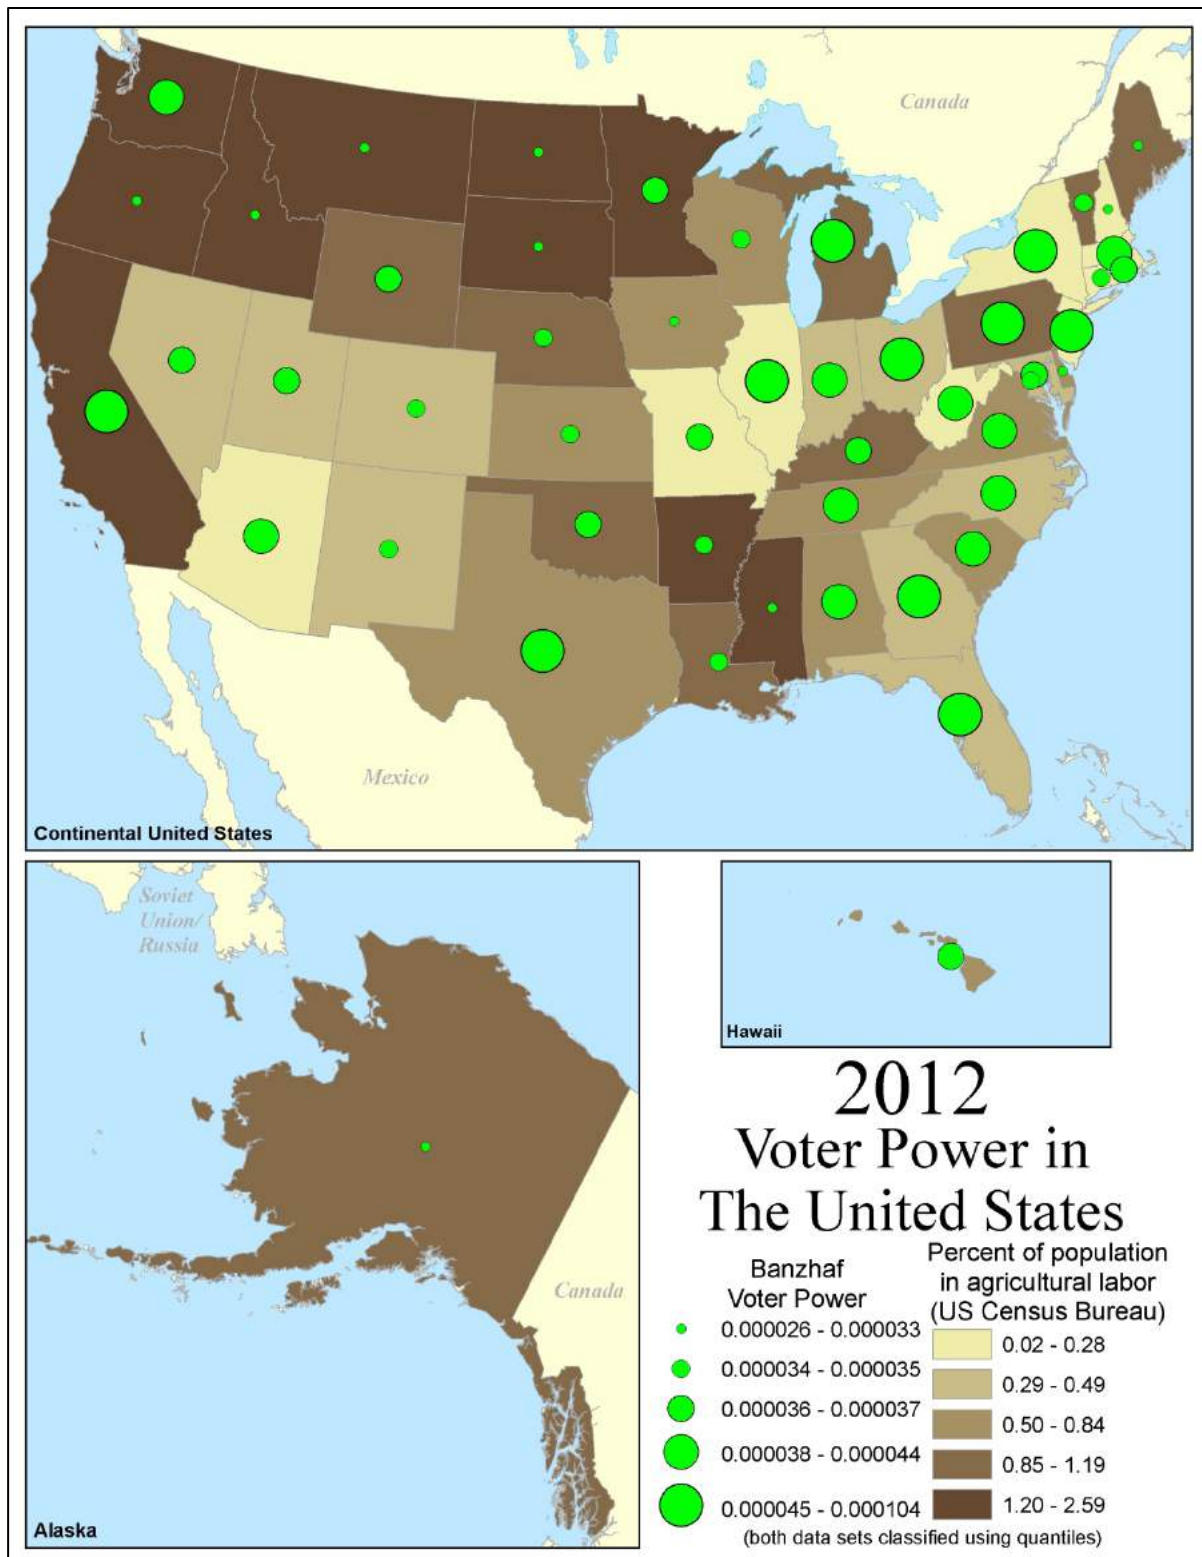 Canada
Mexico
Continental United States
Soviet
Union/
Russia
Canada
Alaska
Hawaii
2012
Voter Power in
The United States
Banzhaf
Voter Power
0.000026 - 0.000033
0.000034 - 0.000035
0.000036 - 0.000037
0.000038 - 0.000044
0.000045 - 0.000104
Percent of population
in agricultural labor
(US Census Bureau)
0.02 - 0.28
0.29 - 0.49
0.50 - 0.84
0.85 - 1.19
1.20 - 2.59
(both data sets classified using quantiles)